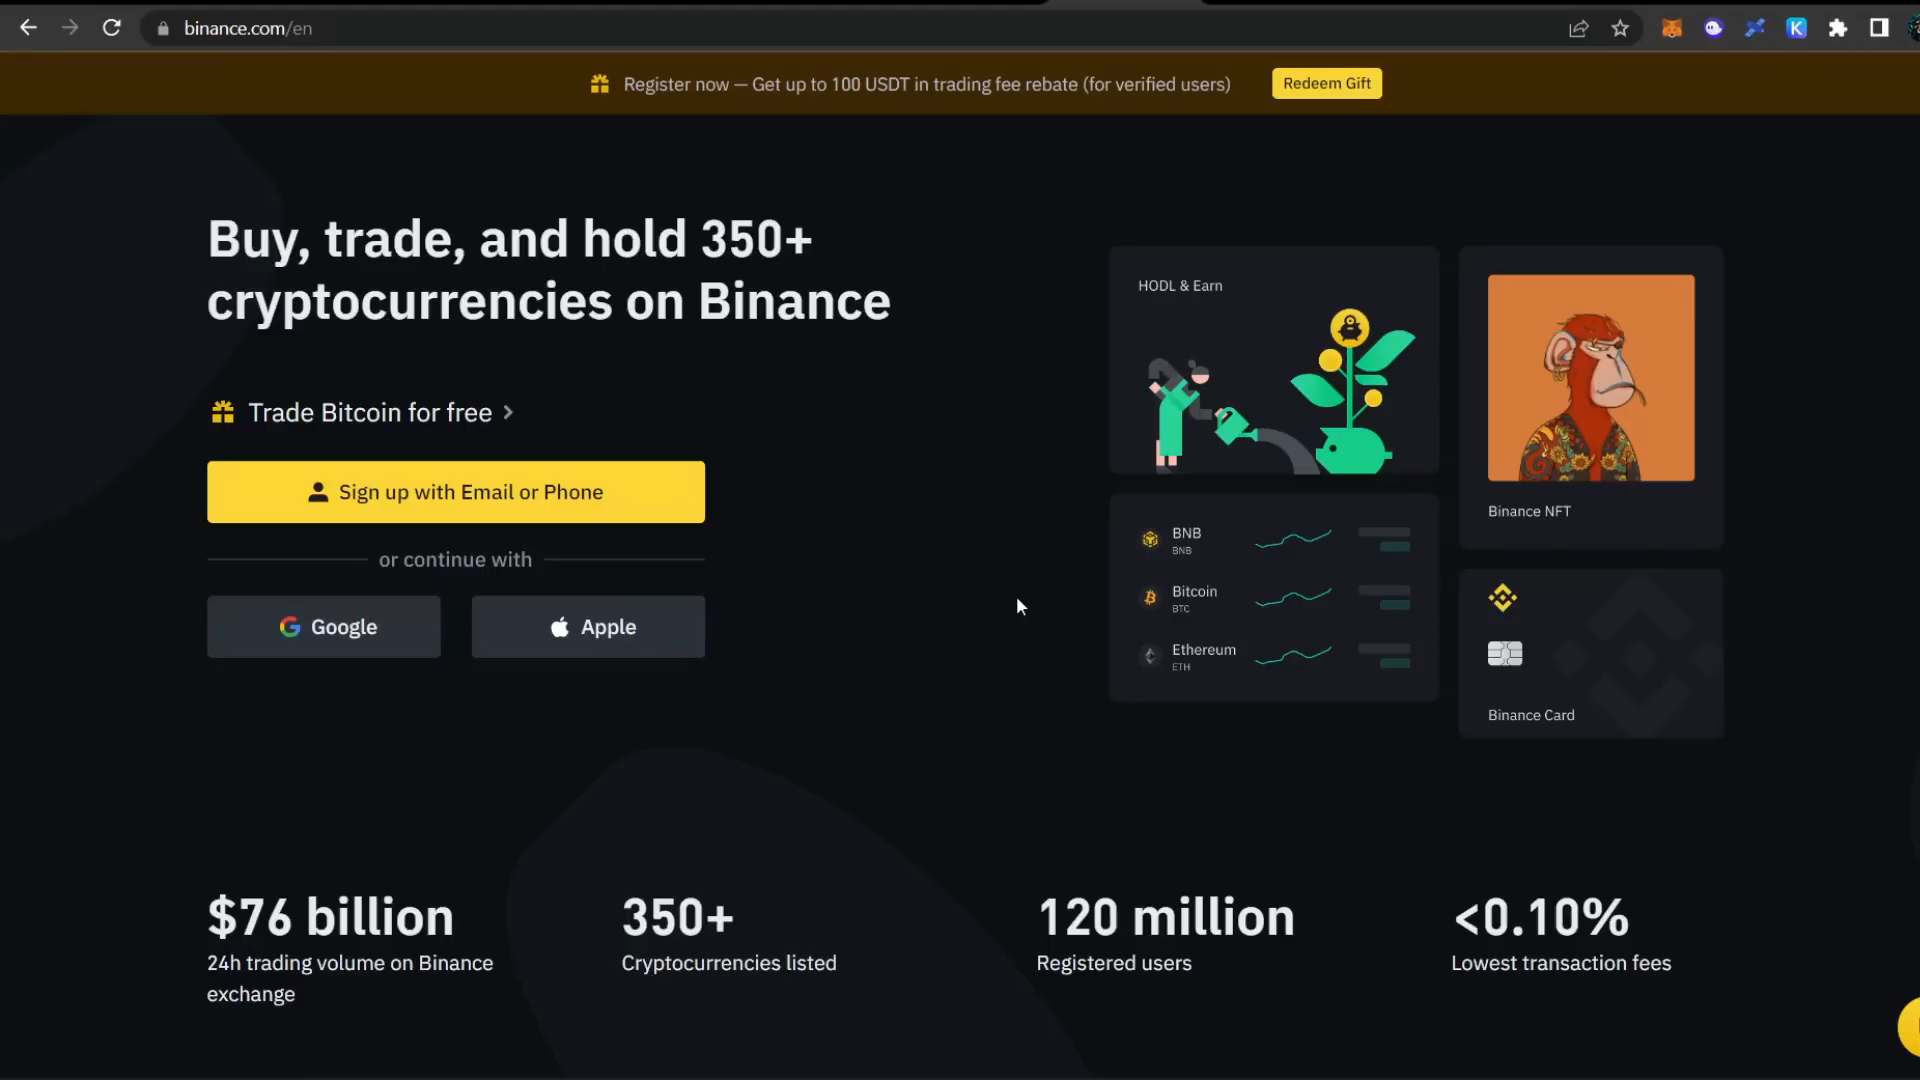 binance.com/en
Register now — Get up to 100 USDT in trading fee rebate (for verified users)
Redeem Gift
Buy, trade, and hold 350+
cryptocurrencies on Binance
Trade Bitcoin for free
Sign up with Email or Phone
or continue with
Google
Apple
HODL & Earn
BNB
BNB
Bitcoin
BTC
Ethereum
ETH
Binance NFT
Binance Card
$76 billion
24h trading volume on Binance
exchange
350+
Cryptocurrencies listed
120 million
Registered users
<0.10%
Lowest transaction fees